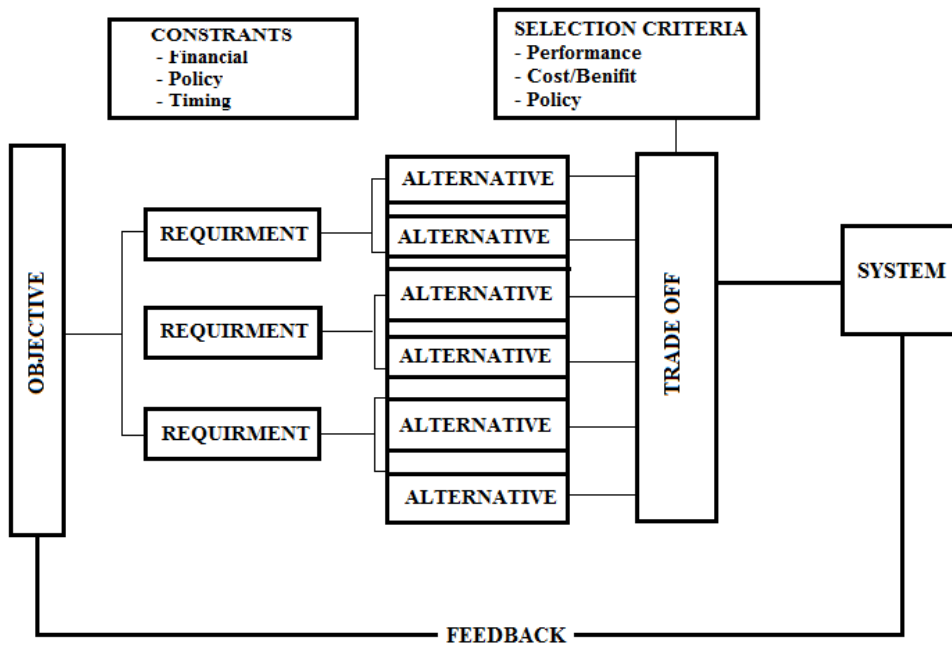 CONSTRANTS
- Financial
- Policy
- Timing
SELECTION CRITERIA
- Performance
- Cost/Benifit
- Policy
OBJECTIVE
REQUIRMENT
REQUIRMENT
REQUIRMENT
ALTERNATIVE
ALTERNATIVE
ALTERNATIVE
ALTERNATIVE
ALTERNATIVE
ALTERNATIVE
TRADE OFF
SYSTEM
FEEDBACK